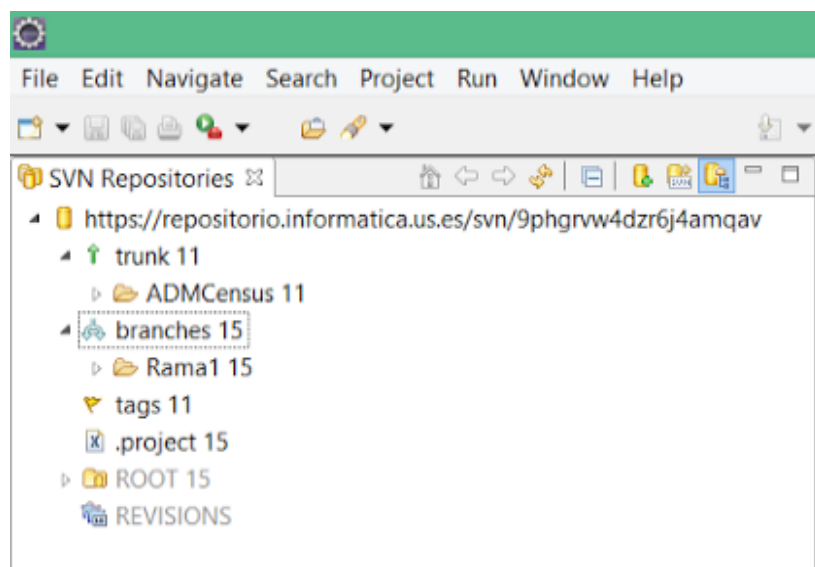 File Edit Navigate Search Project Run Window Help
SVN Repositories
https://repositorio.informatica.us.es/svn/9phgrvw4dzr6j4amqav
trunk 11
ADMCensus 11
branches 15
Rama1 15
tags 11
.project 15
ROOT 15
REVISIONS